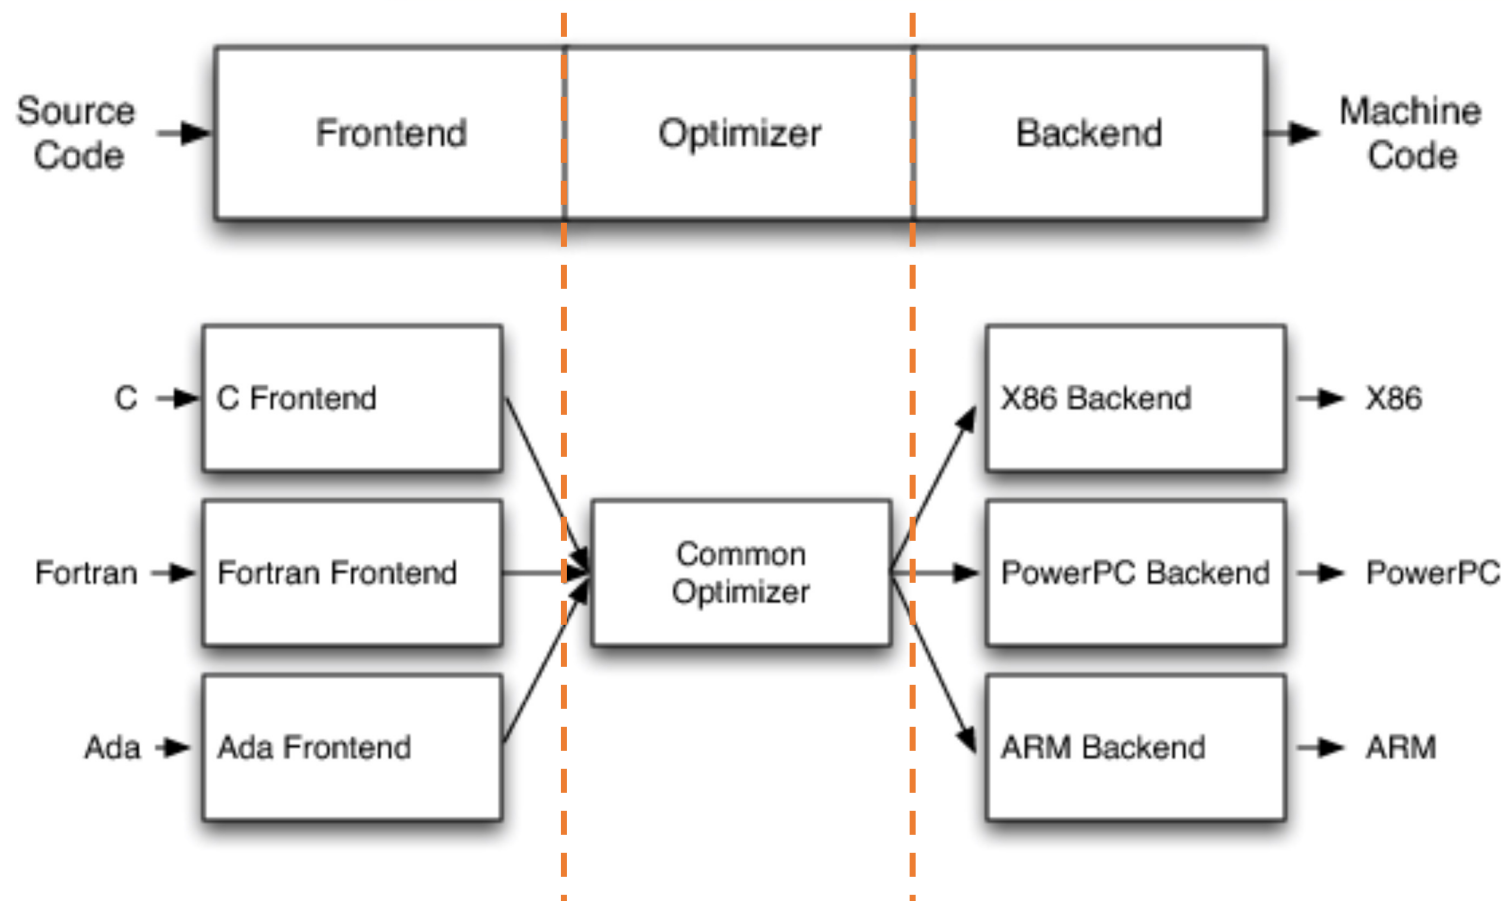 Source
Code
Frontend
Optimizer
Backend
Machine
Code
C
C Frontend
X86 Backend
X86
Fortran
Fortran Frontend
Common
Optimizer
PowerPC Backend
PowerPC
Ada
Ada Frontend
ARM Backend
ARM